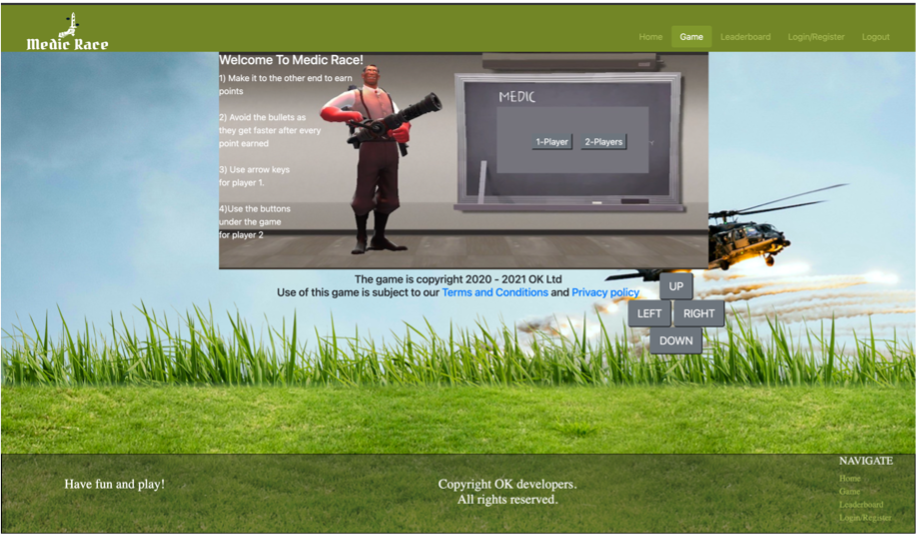 Medic Race
Home Game Leaderboard Login/Register Logout
Welcome To Medic Race!
1) Make it to the other end to earn
points
2) Avoid the bullets as
they get faster after every
point earned
3) Use arrow keys
for player 1.
4)Use the buttons
under the game
for player 2
MEDIC
1-Player 2-Players
The game is copyright 2020 - 2021 OK Ltd
Use of this game is subject to our Terms and Conditions and Privacy policy
UP
LEFT RIGHT
DOWN
Have fun and play!
Copyright OK developers.
All rights reserved.
NAVIGATE
Home
Game
Leaderboard
Login/Register